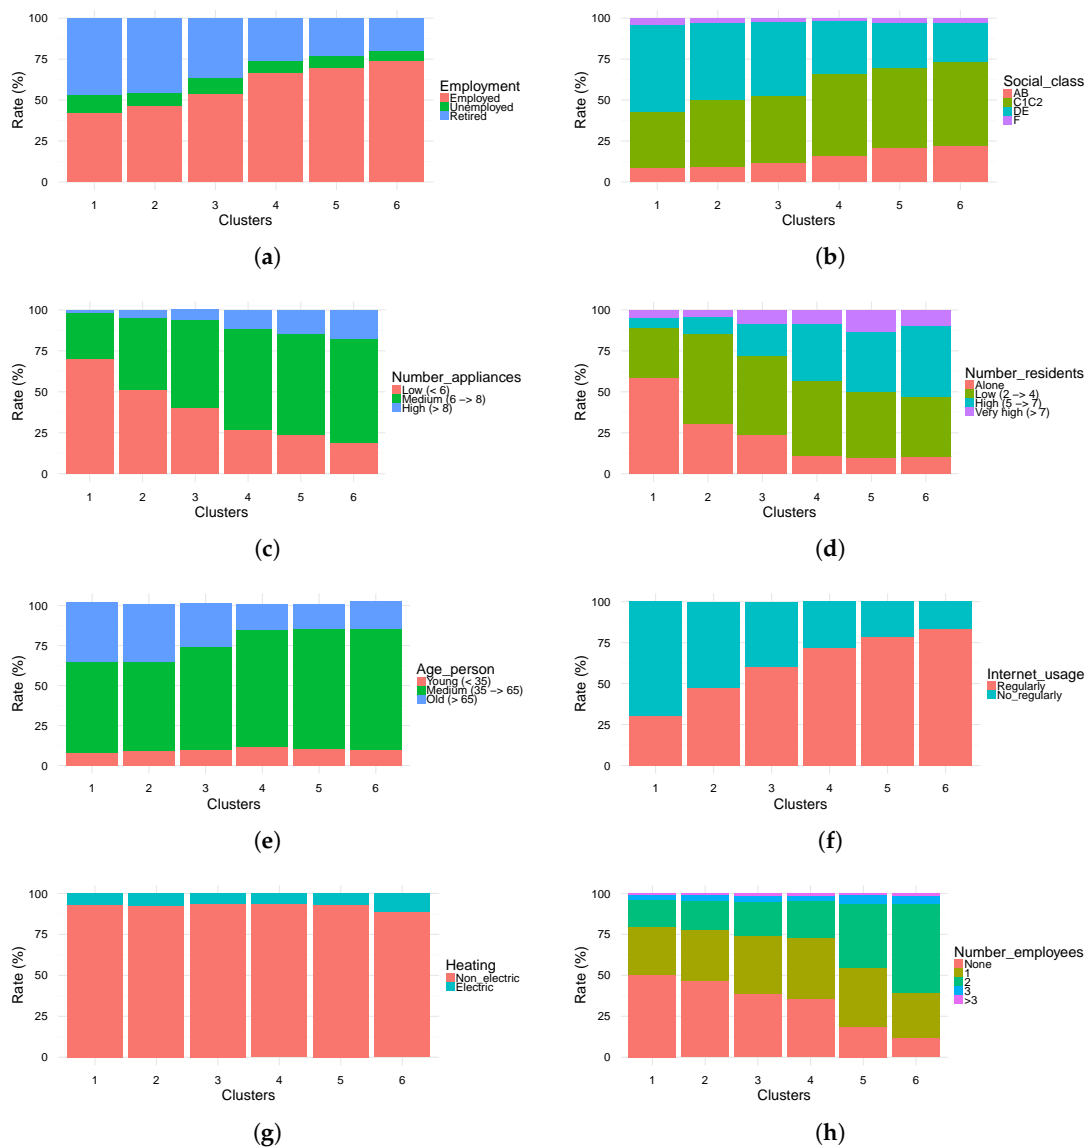 100
75
50
25
0
Rate (%)
1 2 3 4 5 6
Clusters
Employment
Employed
Unemployed
Retired
(a)
100
75
50
25
0
Rate (%)
1 2 3 4 5 6
Clusters
Social_class
AB
C1C2
DE
F
(b)
100
75
50
25
0
Rate (%)
1 2 3 4 5 6
Clusters
Number_appliances
Low (< 6)
Medium (6 −> 8)
High (> 8)
(c)
100
75
50
25
0
Rate (%)
1 2 3 4 5 6
Clusters
Number_residents
Alone
Low (2 −> 4)
High (5 −> 7)
Very high (> 7)
(d)
100
75
50
25
0
Rate (%)
1 2 3 4 5 6
Clusters
Age_person
Young (< 35)
Medium (35 −> 65)
Old (> 65)
(e)
100
75
50
25
0
Rate (%)
1 2 3 4 5 6
Clusters
Internet_usage
Regularly
No_regularly
(f)
100
75
50
25
0
Rate (%)
1 2 3 4 5 6
Clusters
Heating
Non_electric
Electric
(g)
100
75
50
25
0
Rate (%)
1 2 3 4 5 6
Clusters
Number_employees
None
1
2
3
>3
(h)